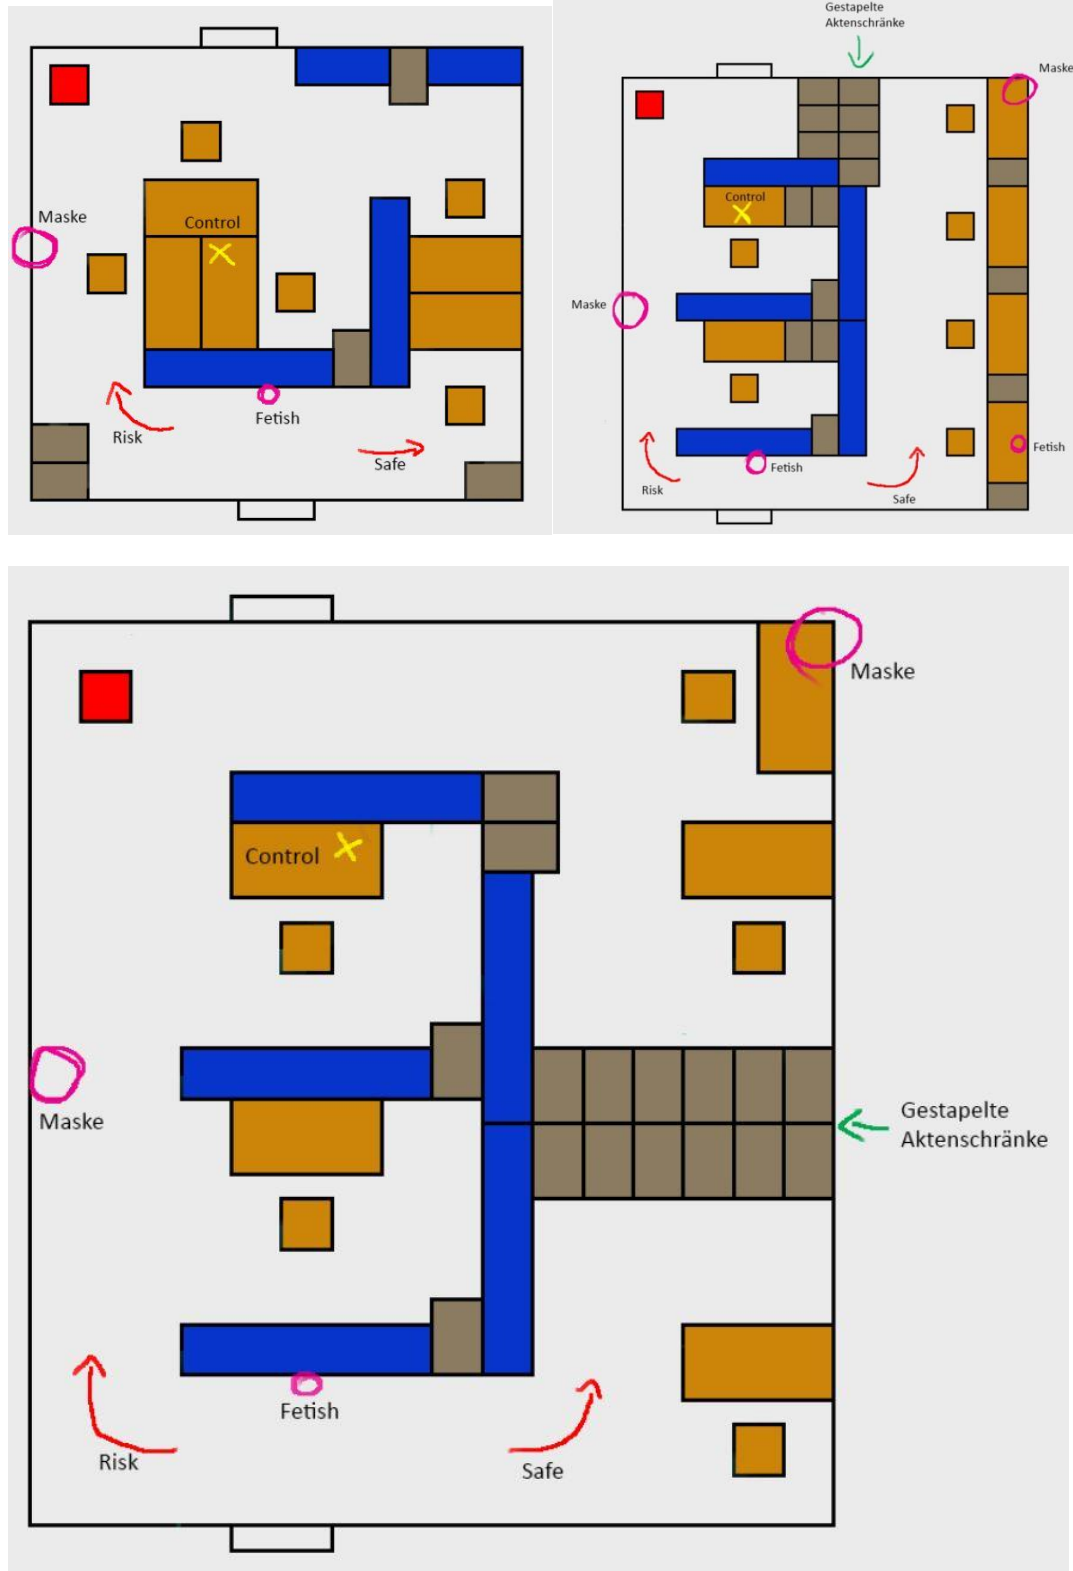 Maske
Control
Risk
Fetish
Safe
Gestapelte
Aktenschränke
Maske
Control
Maske
Fetish
Fetish
Risk
Safe
Maske
Control
Maske
Gestapelte
Aktenschränke
Fetish
Risk
Safe